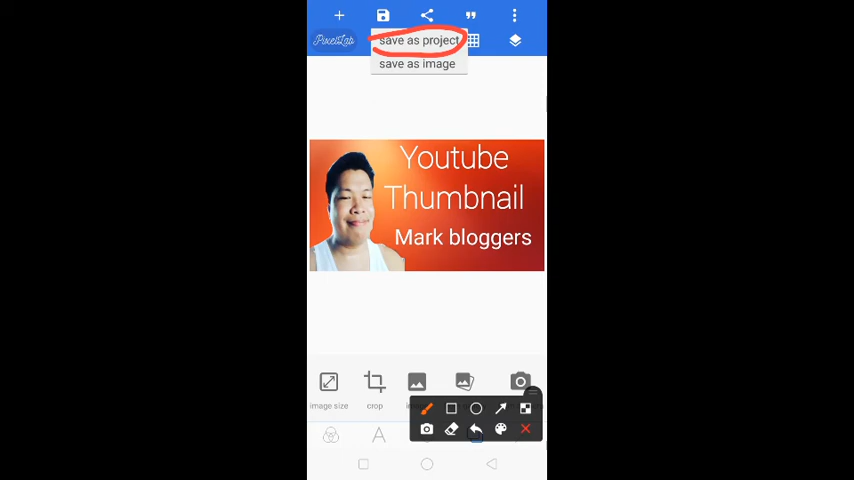 PixelLab
save as project
save as image
Youtube
Thumbnail
Mark bloggers
image size
crop